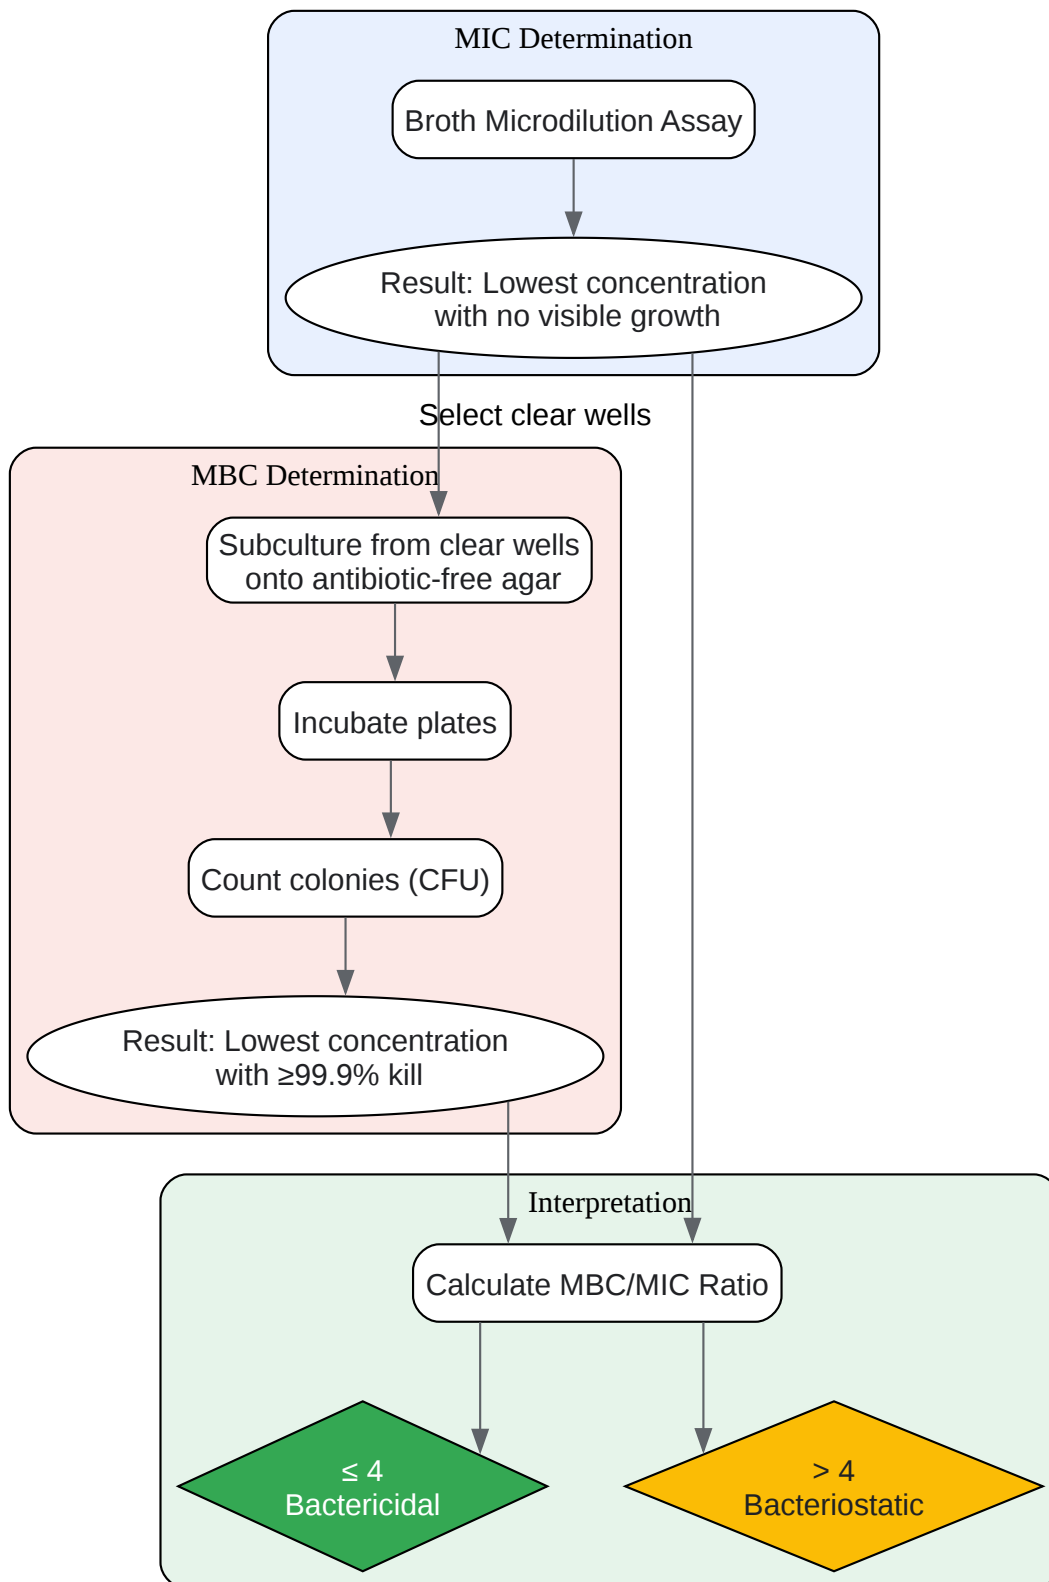 MIC Determination
Broth Microdilution Assay
Result: Lowest concentration
with no visible growth
Select clear wells
MBC Determination
Subculture from clear wells
onto antibiotic-free agar
Incubate plates
Count colonies (CFU)
Result: Lowest concentration
with ≥99.9% kill
Interpretation
Calculate MBC/MIC Ratio
≤ 4
Bactericidal
> 4
Bacteriostatic